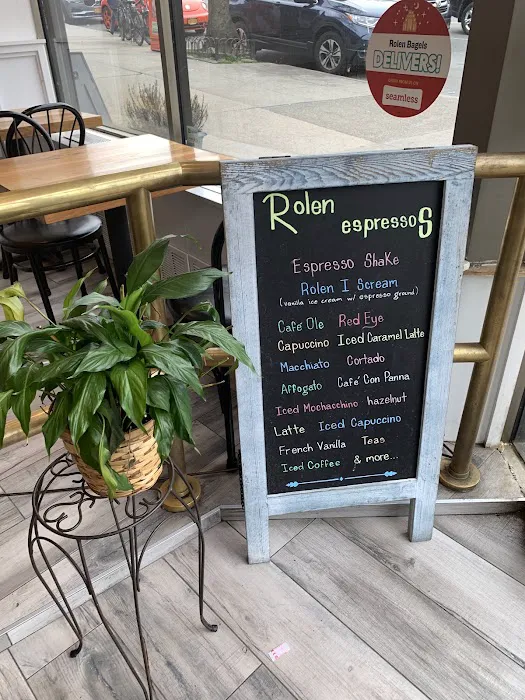 Rolen Bagels
DELIVERS!
seamless
Rolen
espressoS
Espresso Shake
Rolen I Scream
(vanilla ice cream w/ espresso ground)
Café Ole Red Eye
Capuccino Iced Caramel Latte
Macchiato Cortado
Affogato Café Con Panna
Iced Mochacchino hazelnut
Latte Iced Capuccino
French Vanilla Teas
Iced Coffee & more...